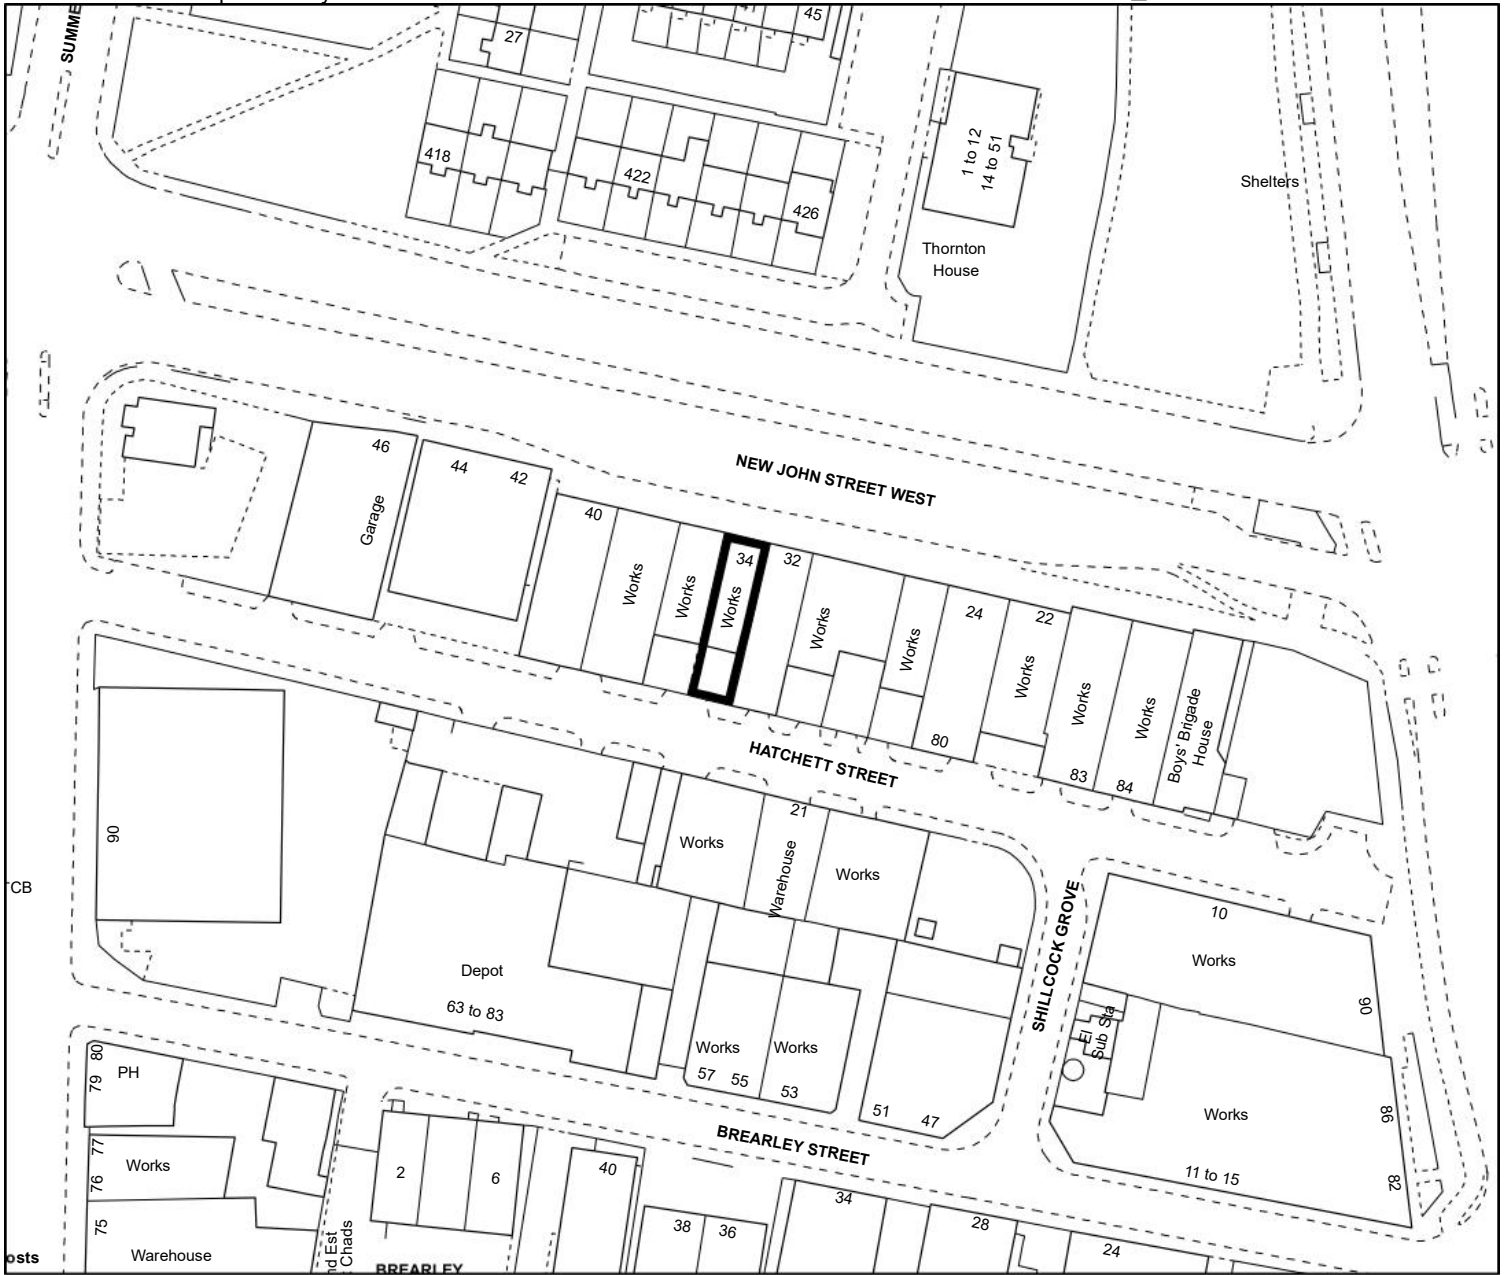 SUMME
27
45
418
422
426
1 to 12
14 to 51
Shelters
Thornton
House
NEW JOHN STREET WEST
46
44
42
40
Garage
Works
Works
34
Works
32
Works
Works
24
22
Works
Works
Works
Boys' Brigade
House
80
83
84
HATCHETT STREET
90
TCB
21
Works
Warehouse
Works
SHILLCOCK GROVE
10
Works
90
Depot
63 to 83
Works
Works
57
55
53
51
47
El
Sub Sta
Works
86
82
11 to 15
BREARLEY STREET
80
79
PH
77
76
Works
75
Warehouse
osts
nd Est
Chads
2
6
40
38
36
34
28
24
BREARLEY